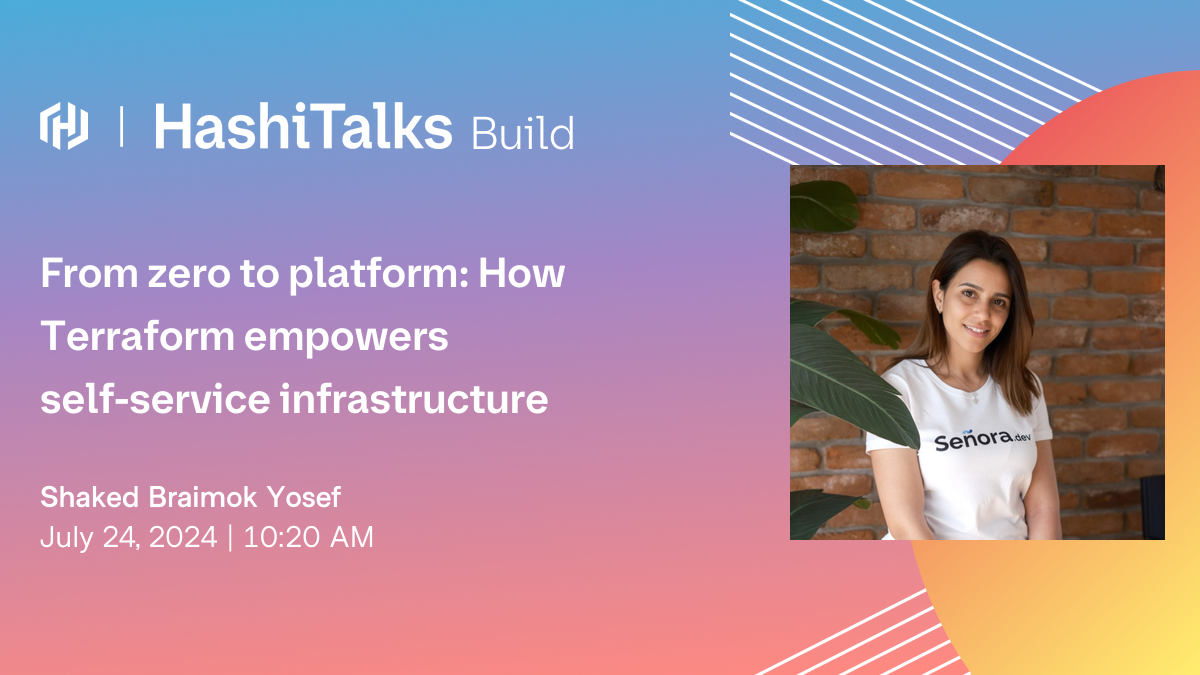 HashiTalks Build
From zero to platform: How
Terraform empowers
self-service infrastructure
Shaked Braimok Yosef
July 24, 2024 | 10:20 AM
Señora.dev